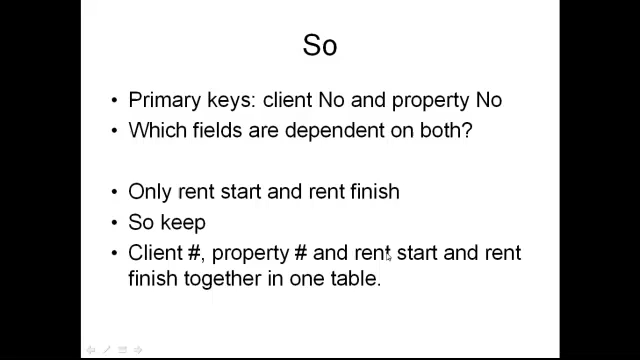 So
• Primary keys: client No and property No
• Which fields are dependent on both?
• Only rent start and rent finish
• So keep
• Client #, property # and rent start and rent
finish together in one table.